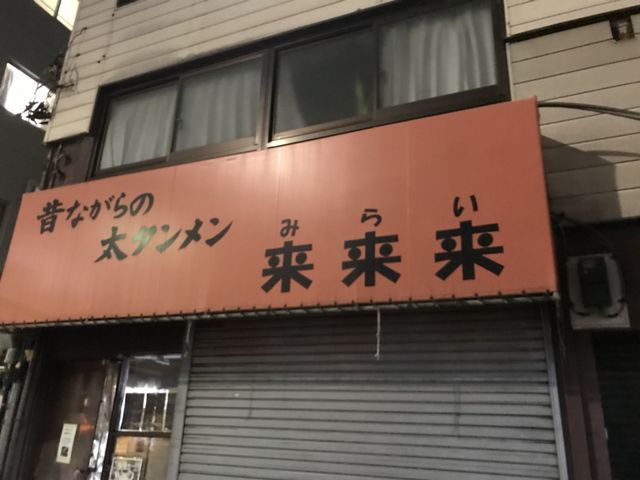 昔ながらの
太タンメン
みらい
来来来